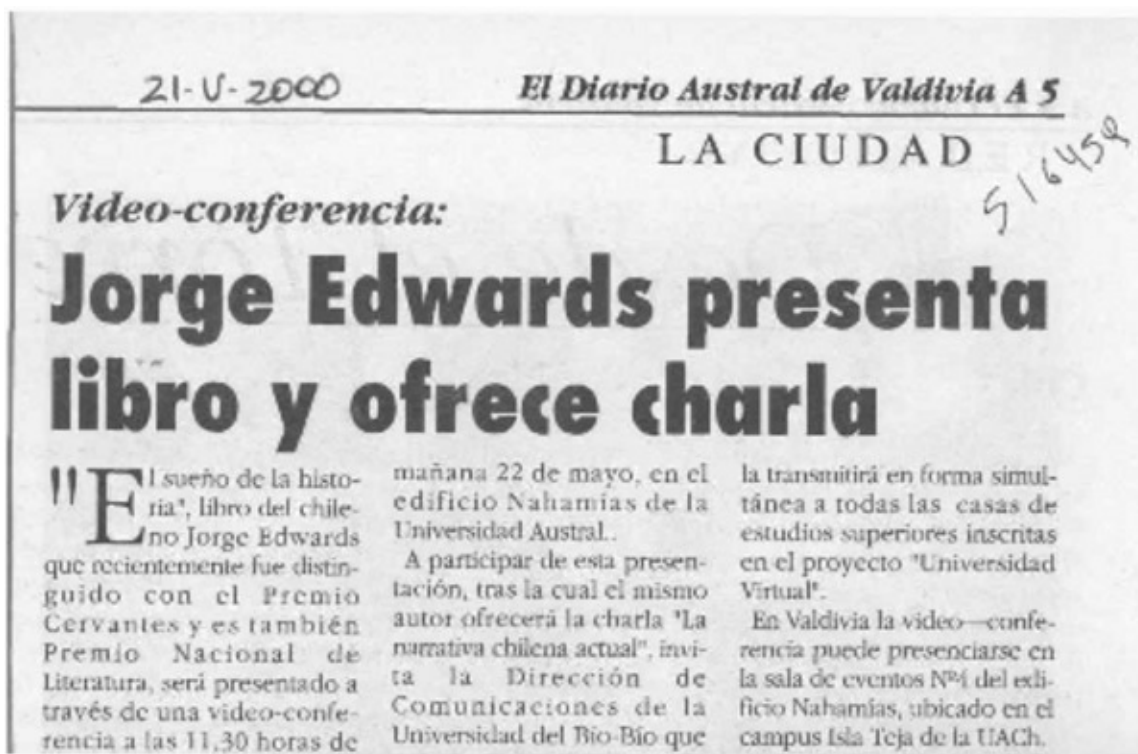 21-V-2000
El Diario Austral de Valdivia A 5
LA CIUDAD
516459
Video-conferencia:
Jorge Edwards presenta
libro y ofrece charla
"El sueño de la histo-
ria", libro del chile-
no Jorge Edwards
que recientemente fue distin-
guido con el Premio
Cervantes y es también
Premio Nacional de
Literatura, será presentado a
través de una video-confe-
rencia a las 11,30 horas de
mañana 22 de mayo, en el
edificio Nahamías de la
Universidad Austral..
A participar de esta presen-
tación, tras la cual el mismo
autor ofrecerá la charla "La
narrativa chilena actual", invi-
ta la Dirección de
Comunicaciones de la
Universidad del Bío-Bío que
la transmitirá en forma simul-
tánea a todas las casas de
estudios superiores inscritas
en el proyecto "Universidad
Virtual".
En Valdivia la video—confe-
rencia puede presenciarse en
la sala de eventos Nº4 del edi-
ficio Nahamías, ubicado en el
campus Isla Teja de la UACh.